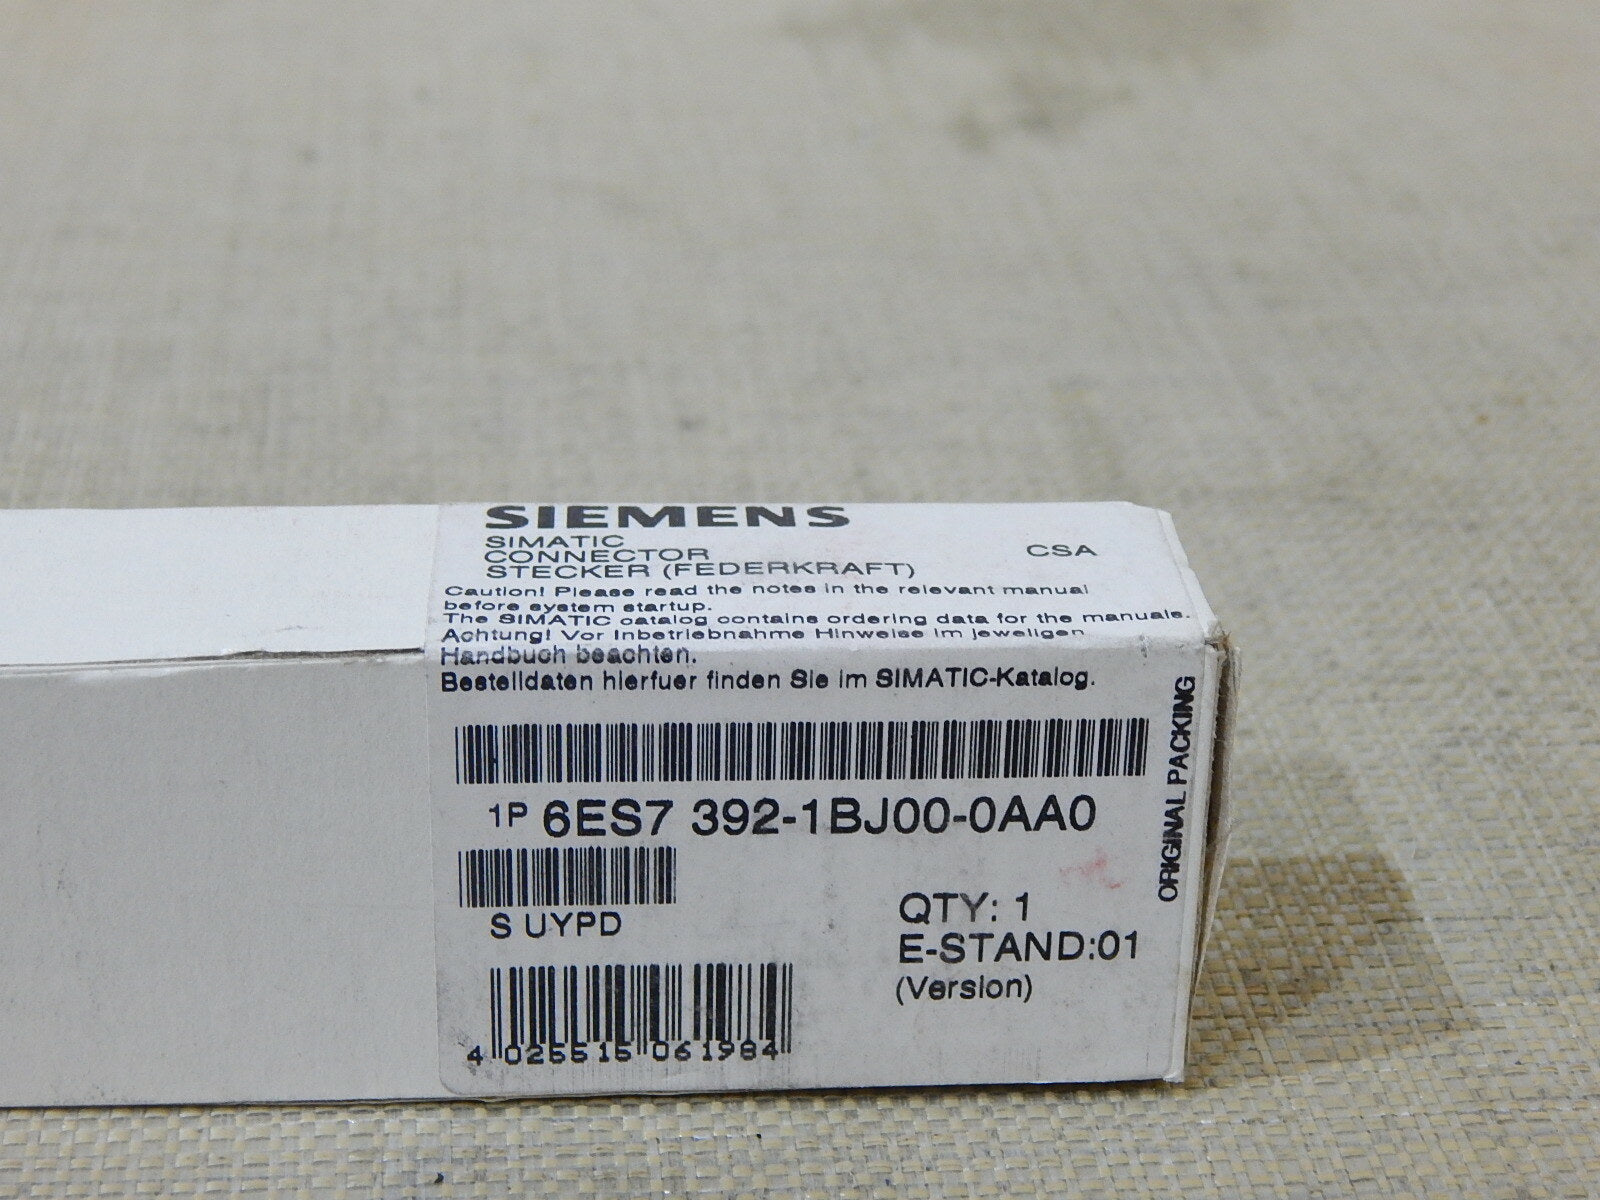 SIEMENS
SIMATIC
CONNECTOR
STECKER (FEDERKRAFT)
CSA
Caution! Please read the notes in the relevant manual
before system startup.
The SIMATIC catalog contains ordering data for the manuals.
Achtung! Vor Inbetriebnahme Hinweise im jeweiligen
Handbuch beachten.
Bestelldaten hierfuer finden Sie im SIMATIC-Katalog.
ORIGINAL PACKING
1P 6ES7 392-1BJ00-0AA0
S UYPD
QTY: 1
E-STAND:01
(Version)
4 025515 061984